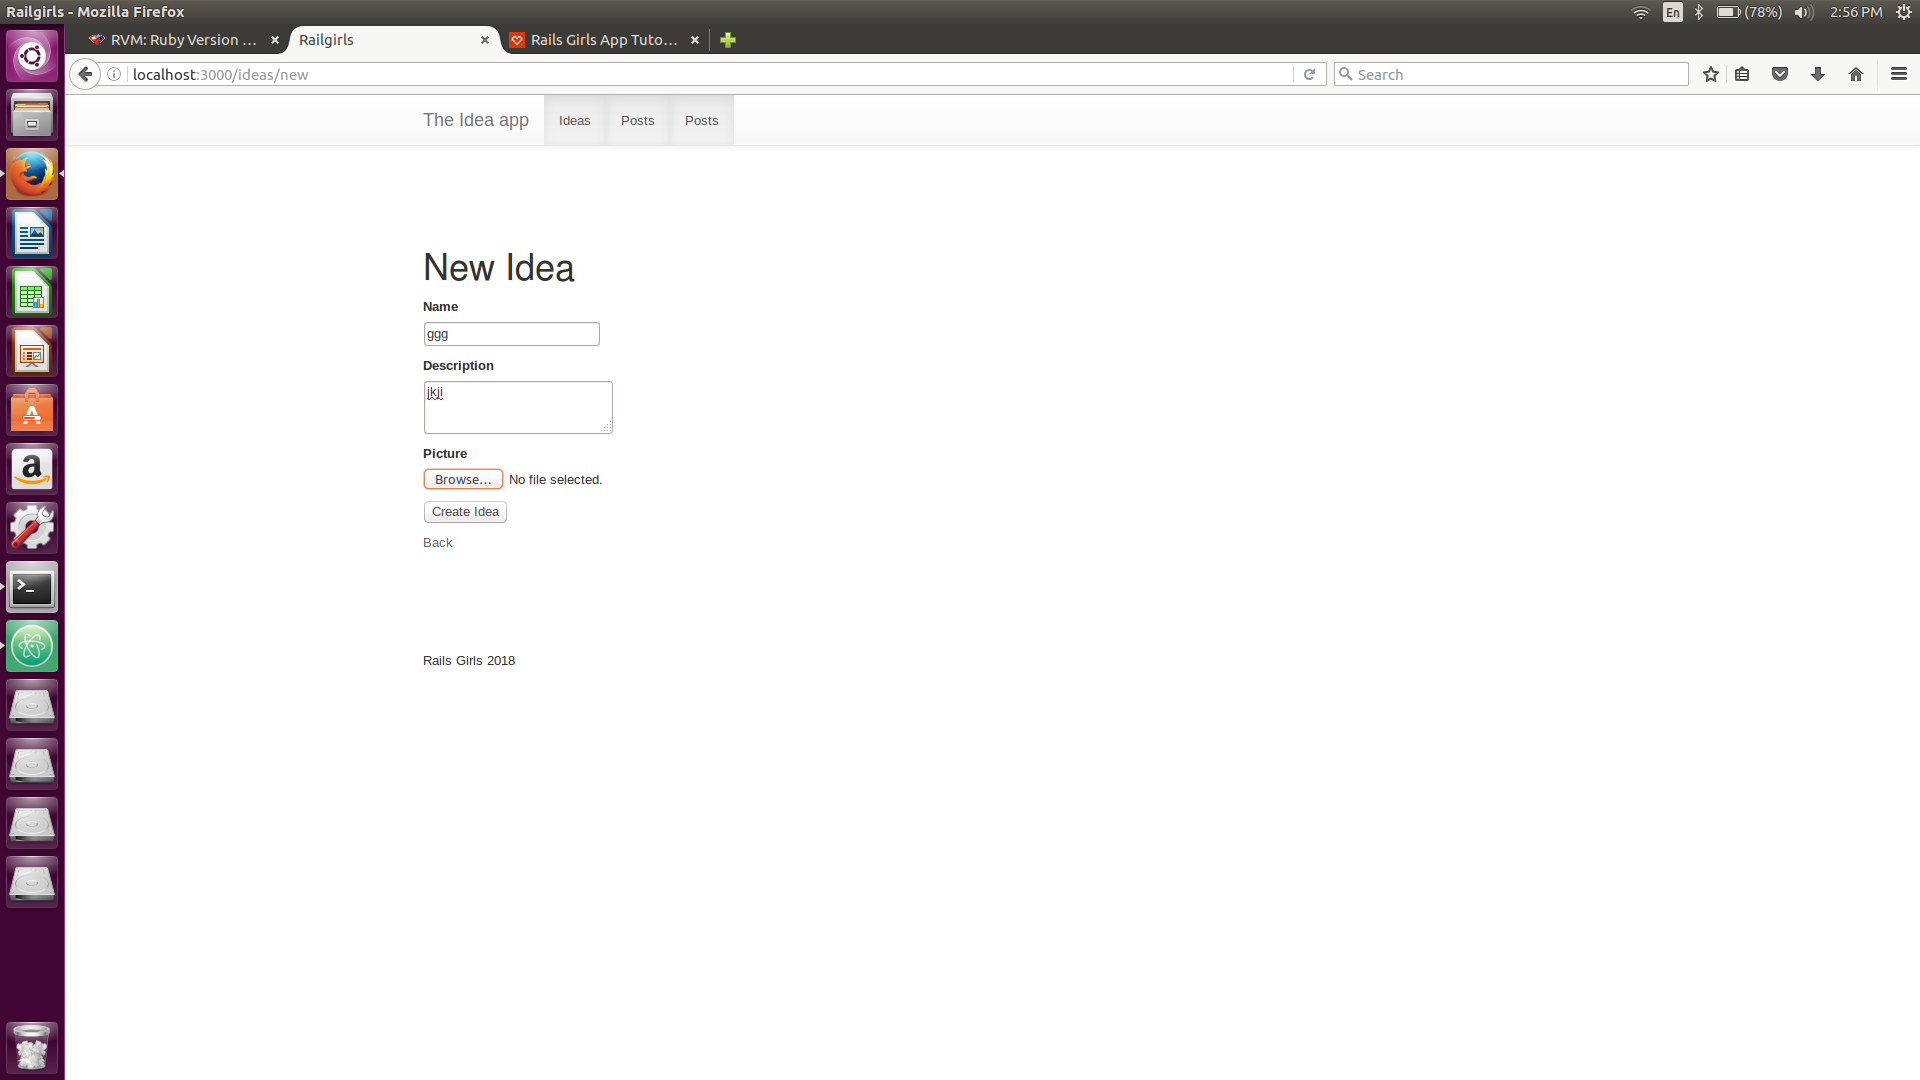 Railgirls - Mozilla Firefox
En (78%) 2:56 PM
RVM: Ruby Version ... Railgirls Rails Girls App Tuto...
localhost:3000/ideas/new Search
The Idea app Ideas Posts Posts
New Idea
Name
ggg
Description
jkji
Picture
Browse... No file selected.
Create Idea
Back
Rails Girls 2018